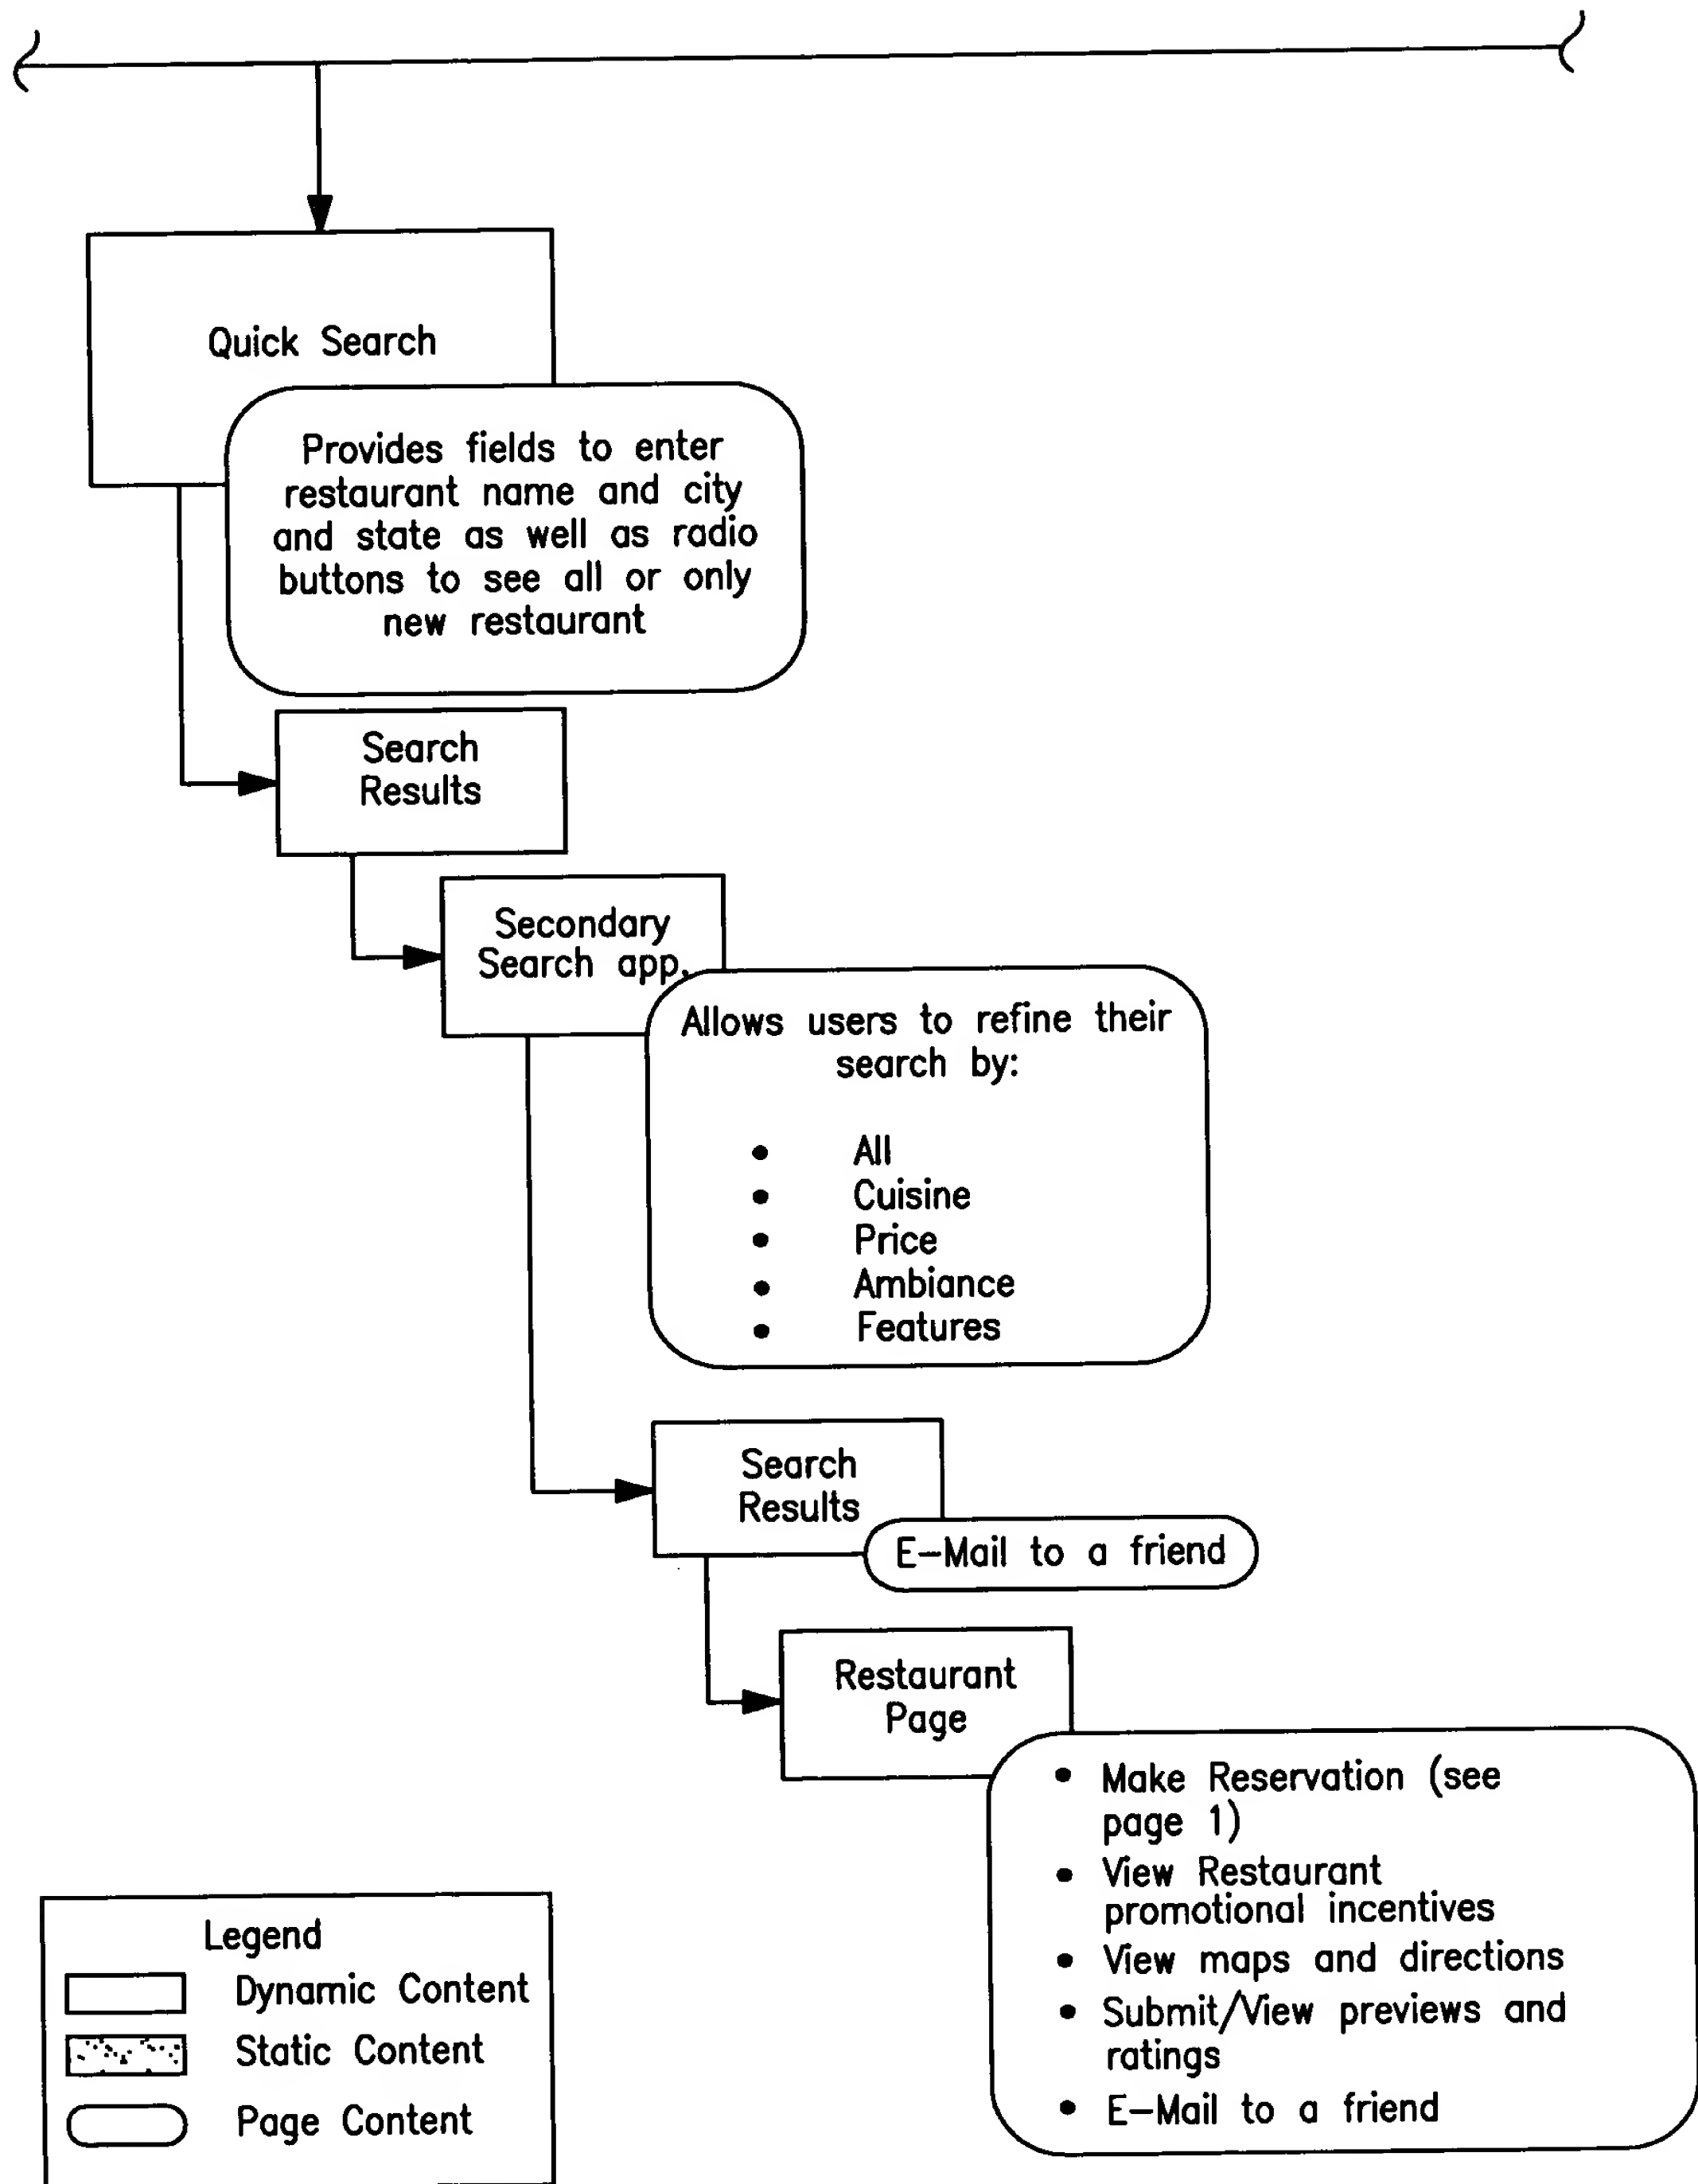 Quick Search
Provides fields to enter
restaurant name and city
and state as well as radio
buttons to see all or only
new restaurant
Search
Results
Secondary
Search app.
Allows users to refine their
search by:
• All
• Cuisine
• Price
• Ambiance
• Features
Search
Results
E-Mail to a friend
Restaurant
Page
• Make Reservation (see
page 1)
• View Restaurant
promotional incentives
• View maps and directions
• Submit/View previews and
ratings
• E-Mail to a friend
Legend
Dynamic Content
Static Content
Page Content